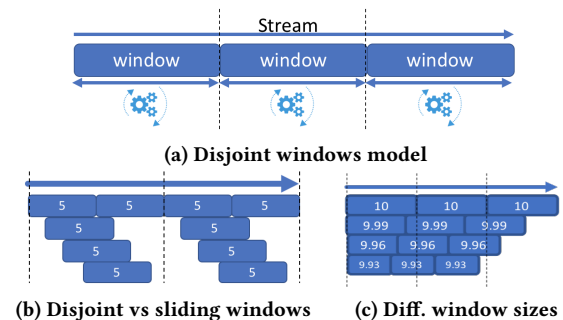 Stream
window window window
(a) Disjoint windows model
5 5 5 5
5 5
5 5
5 5
(b) Disjoint vs sliding windows
10 10 10
9.99 9.99 9.99
9.96 9.96 9.96
9.93 9.93 9.93
(c) Diff. window sizes